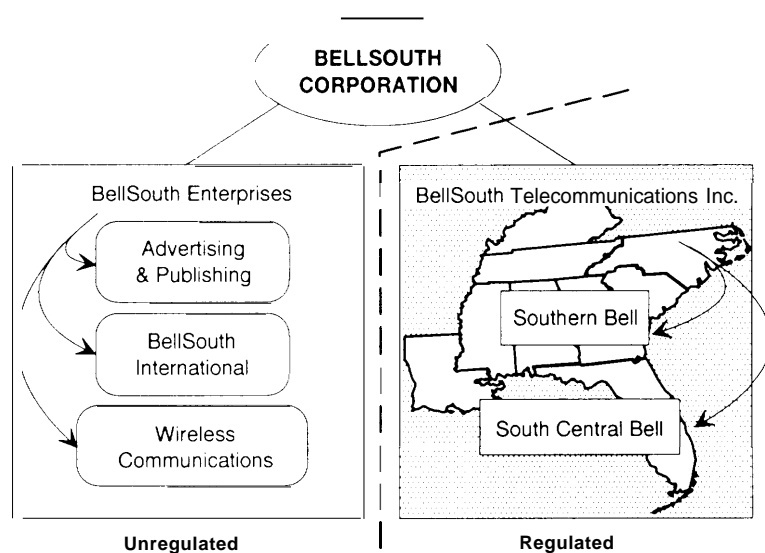 BELLSOUTH
CORPORATION
BellSouth Enterprises
Advertising
& Publishing
BellSouth
International
Wireless
Communications
Unregulated
BellSouth Telecommunications Inc.
Southern Bell
South Central Bell
Regulated